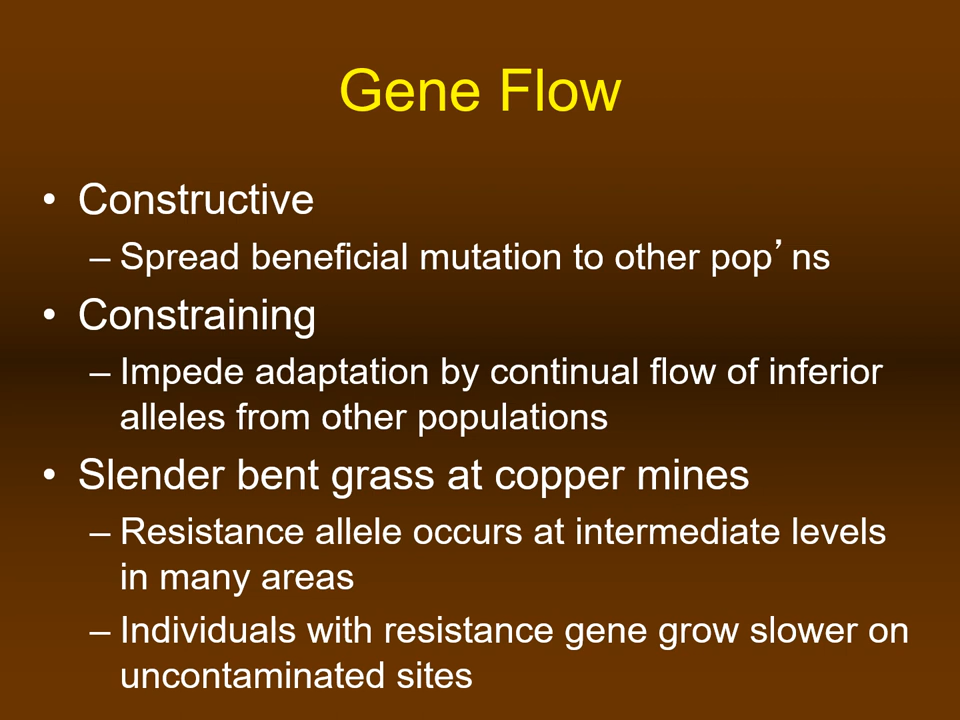 Gene Flow
• Constructive
– Spread beneficial mutation to other pop’ns
• Constraining
– Impede adaptation by continual flow of inferior
alleles from other populations
• Slender bent grass at copper mines
– Resistance allele occurs at intermediate levels
in many areas
– Individuals with resistance gene grow slower on
uncontaminated sites